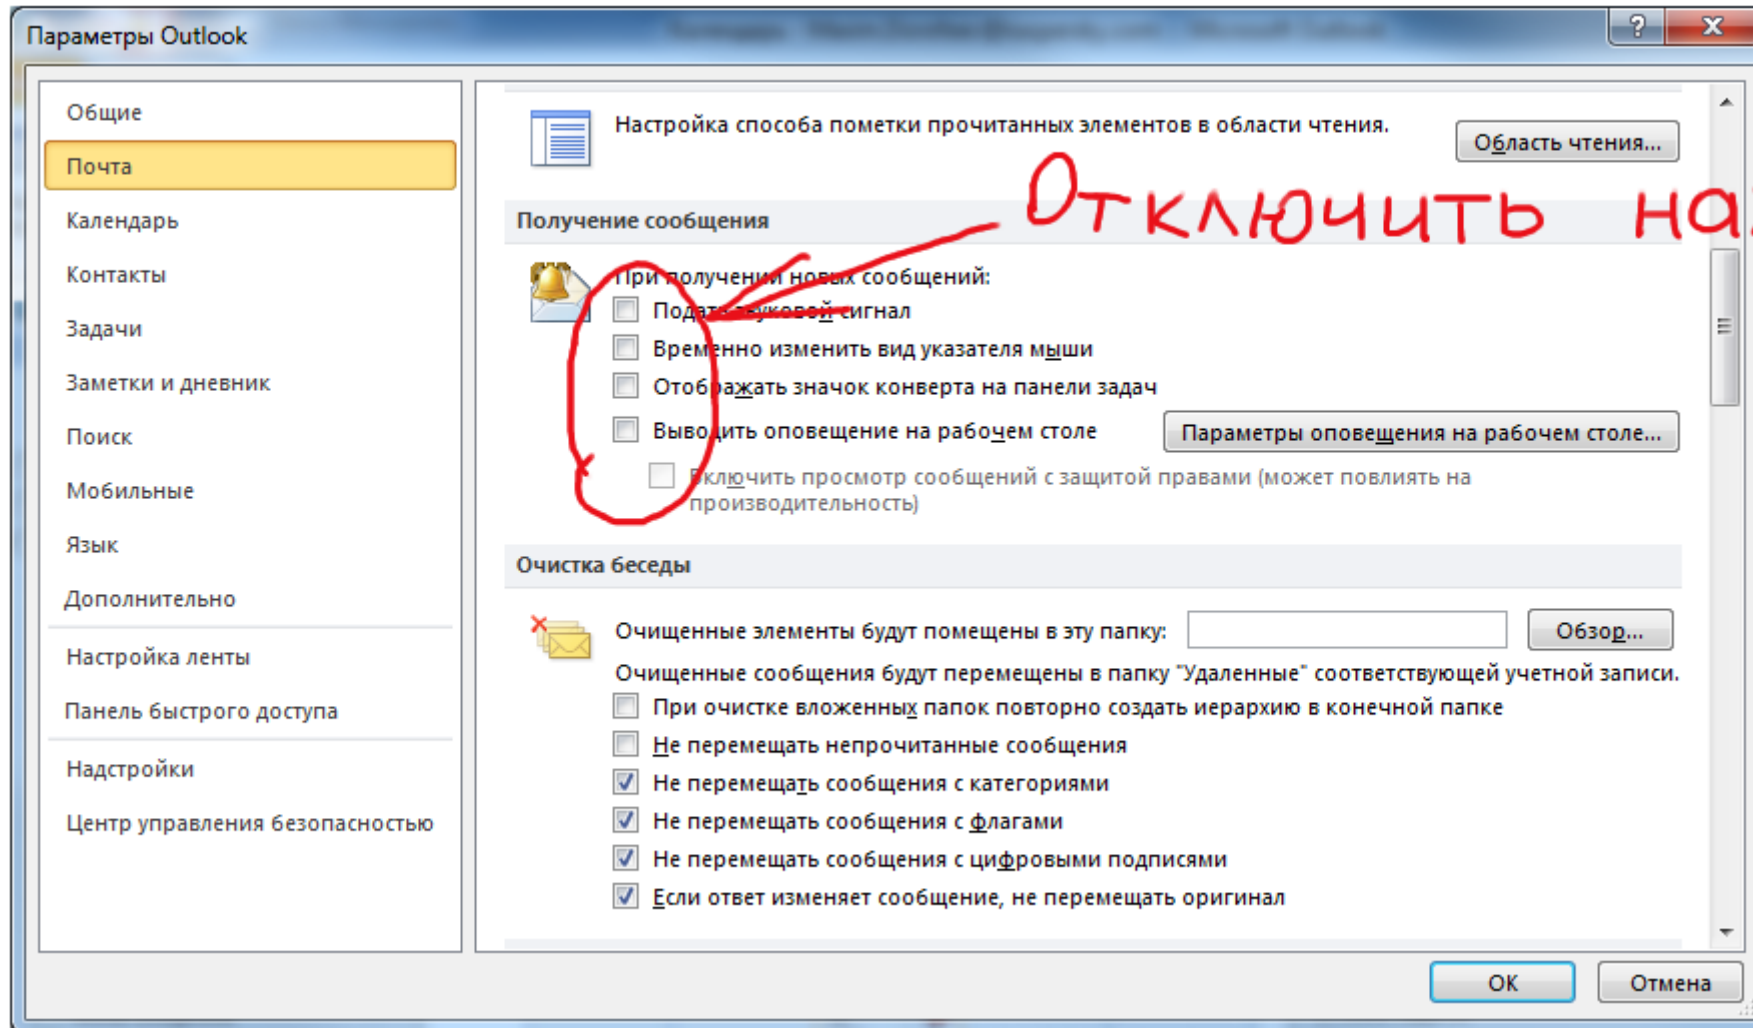 Параметры Outlook
Общие
Почта
Календарь
Контакты
Задачи
Заметки и дневник
Поиск
Мобильные
Язык
Дополнительно
Настройка ленты
Панель быстрого доступа
Надстройки
Центр управления безопасностью
Настройка способа пометки прочитанных элементов в области чтения.
Область чтения...
Отключить
Получение сообщения
При получении новых сообщений:
Подать звуковой сигнал
Временно изменить вид указателя мыши
Отображать значок конверта на панели задач
Выводить оповещение на рабочем столе
Параметры оповещения на рабочем столе...
Включить просмотр сообщений с защитой правами (может повлиять на
производительность)
Очистка беседы
Очищенные элементы будут помещены в эту папку:
Обзор...
Очищенные сообщения будут перемещены в папку "Удаленные" соответствующей учетной записи.
При очистке вложенных папок повторно создать иерархию в конечной папке
Не перемещать непрочитанные сообщения
Не перемещать сообщения с категориями
Не перемещать сообщения с флагами
Не перемещать сообщения с цифровыми подписями
Если ответ изменяет сообщение, не перемещать оригинал
ОК
Отмена